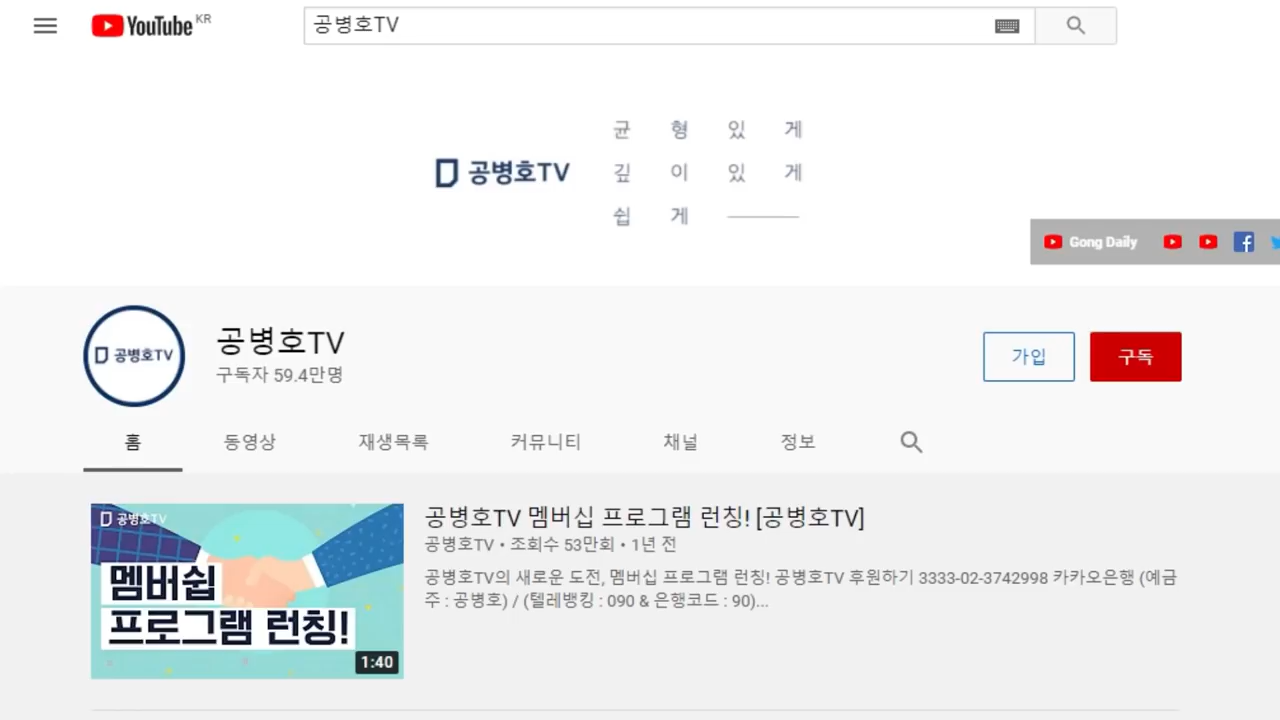 YouTube KR
공병호TV
공병호TV
균 형 있 게
깊 이 있 게
쉽 게
Gong Daily
공병호TV
공병호TV
구독자 59.4만명
가입
구독
홈 동영상 재생목록 커뮤니티 채널 정보
공병호TV
멤버쉽
프로그램 런칭!
1:40
공병호TV 멤버십 프로그램 런칭! [공병호TV]
공병호TV • 조회수 53만회 • 1년 전
공병호TV의 새로운 도전, 멤버십 프로그램 런칭! 공병호TV 후원하기 3333-02-3742998 카카오은행 (예금
주 : 공병호) / (텔레뱅킹 : 090 & 은행코드 : 90)...